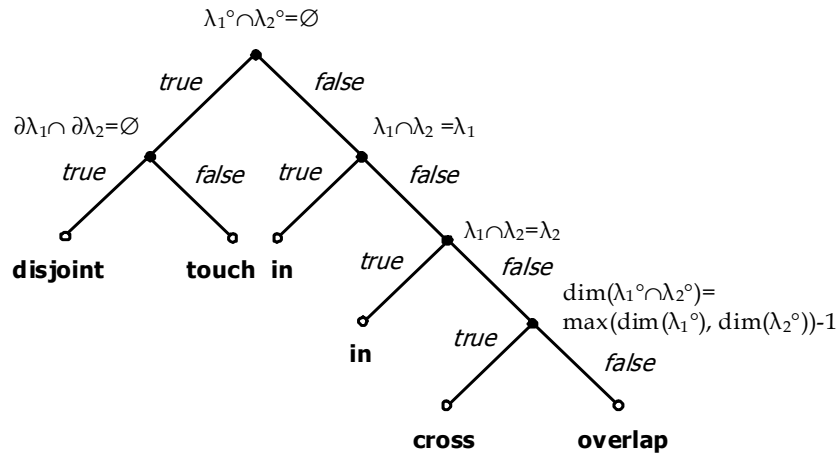 λ₁°∩λ₂°=∅
true
false
∂λ₁∩ ∂λ₂=∅
λ₁∩λ₂ =λ₁
true
false
true
false
disjoint
touch
in
λ₁∩λ₂=λ₂
true
false
dim(λ₁°∩λ₂°)=
max(dim(λ₁°), dim(λ₂°))-1
in
true
false
cross
overlap